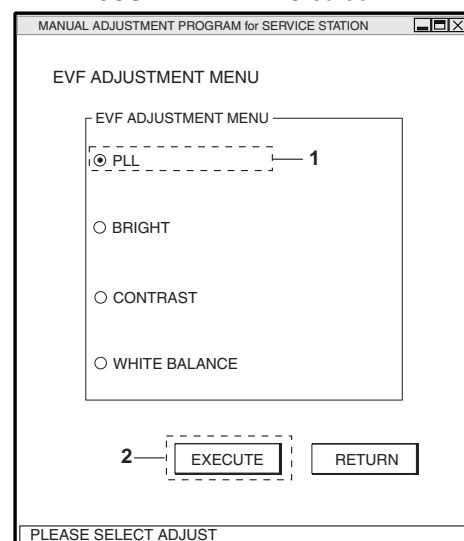 MANUAL ADJUSTMENT PROGRAM for SERVICE STATION
EVF ADJUSTMENT MENU
EVF ADJUSTMENT MENU
PLL
1
BRIGHT
CONTRAST
WHITE BALANCE
2
EXECUTE
RETURN
PLEASE SELECT ADJUST